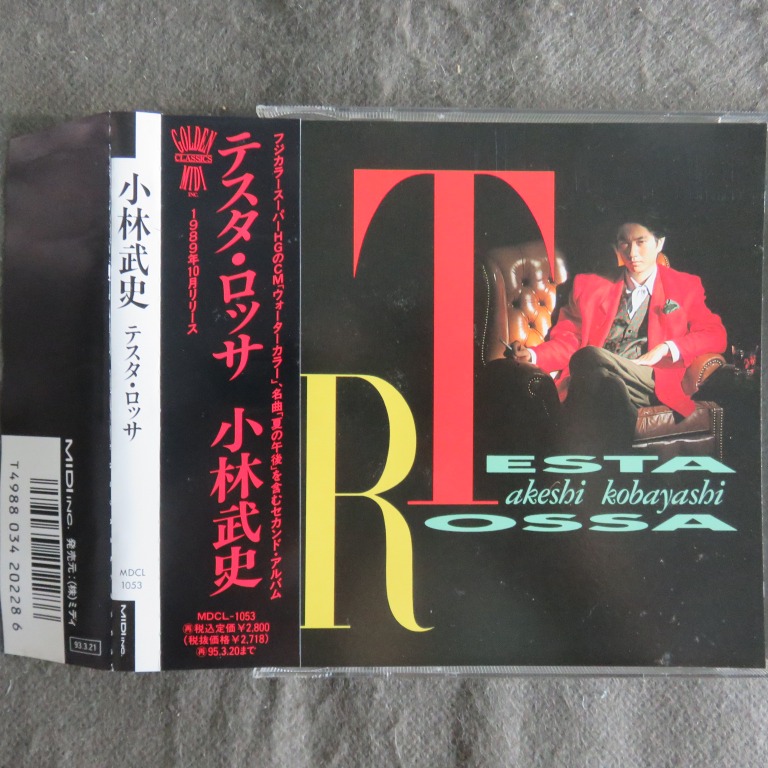 MIDI INC. 発売元:(株)ミディ
T4988 034 20228 6
93.3.21
小林武史
テスタ・ロッサ
MDCL
1053
MIDI INC.
GOLDEN
CLASSICS
MIDI
INC.
1989年10月リリース
テスタ・ロッサ 小林武史
フジカラースーパーHGのCM「ウォーターカラー」、名曲「夏の午後」を含むセカンド・アルバム
MDCL-1053
㋘税込定価¥2,800
(税抜価格¥2,718)
㋘95.3.20まで
TESTA
akeshi kobayashi
ROSSA